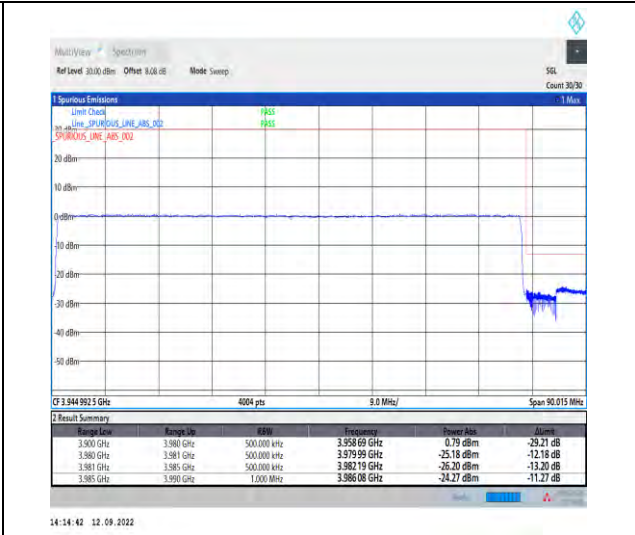 MultiView Spectrum
Ref Level 30.00 dBm Offset 8.08 dB Mode Sweep SGL
Count 30/30
1 Spurious Emissions 1 Max
Limit Check PASS
Line _SPURIOUS_LINE_ABS_002 PASS
_SPURIOUS_LINE_ABS_002
20 dBm
10 dBm
0 dBm
-10 dBm
-20 dBm
-30 dBm
-40 dBm
-50 dBm
CF 3.944 992 5 GHz 4004 pts 9.0 MHz/ Span 90.015 MHz
2 Result Summary
Range Low Range Up RBW Frequency Power Abs ΔLimit
3.900 GHz 3.980 GHz 500.000 kHz 3.958 69 GHz 0.79 dBm -29.21 dB
3.980 GHz 3.981 GHz 500.000 kHz 3.979 99 GHz -25.18 dBm -12.18 dB
3.981 GHz 3.985 GHz 500.000 kHz 3.982 19 GHz -26.20 dBm -13.20 dB
3.985 GHz 3.990 GHz 1.000 MHz 3.986 08 GHz -24.27 dBm -11.27 dB
14:14:42 12.09.2022